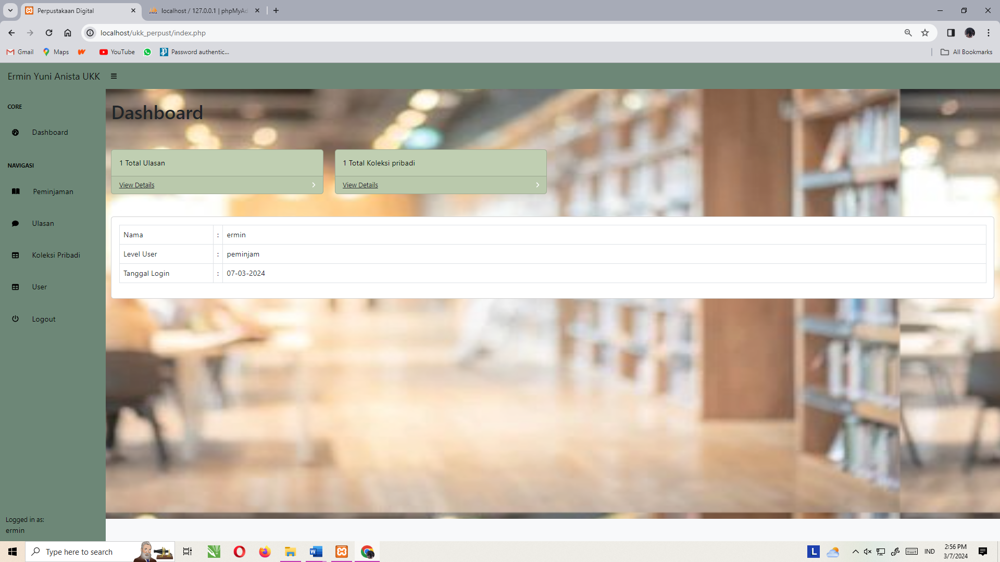 Perpustakaan Digital
localhost / 127.0.0.1 | phpMyAd
localhost/ukk_perpust/index.php
Gmail
Maps
YouTube
Password authentic...
All Bookmarks
Ermin Yuni Anista UKK
CORE
Dashboard
NAVIGASI
Peminjaman
Ulasan
Koleksi Pribadi
User
Logout
Logged in as:
ermin
Dashboard
1 Total Ulasan
View Details
1 Total Koleksi pribadi
View Details
Nama : ermin
Level User : peminjam
Tanggal Login : 07-03-2024
Type here to search
L
IND
2:56 PM
3/7/2024